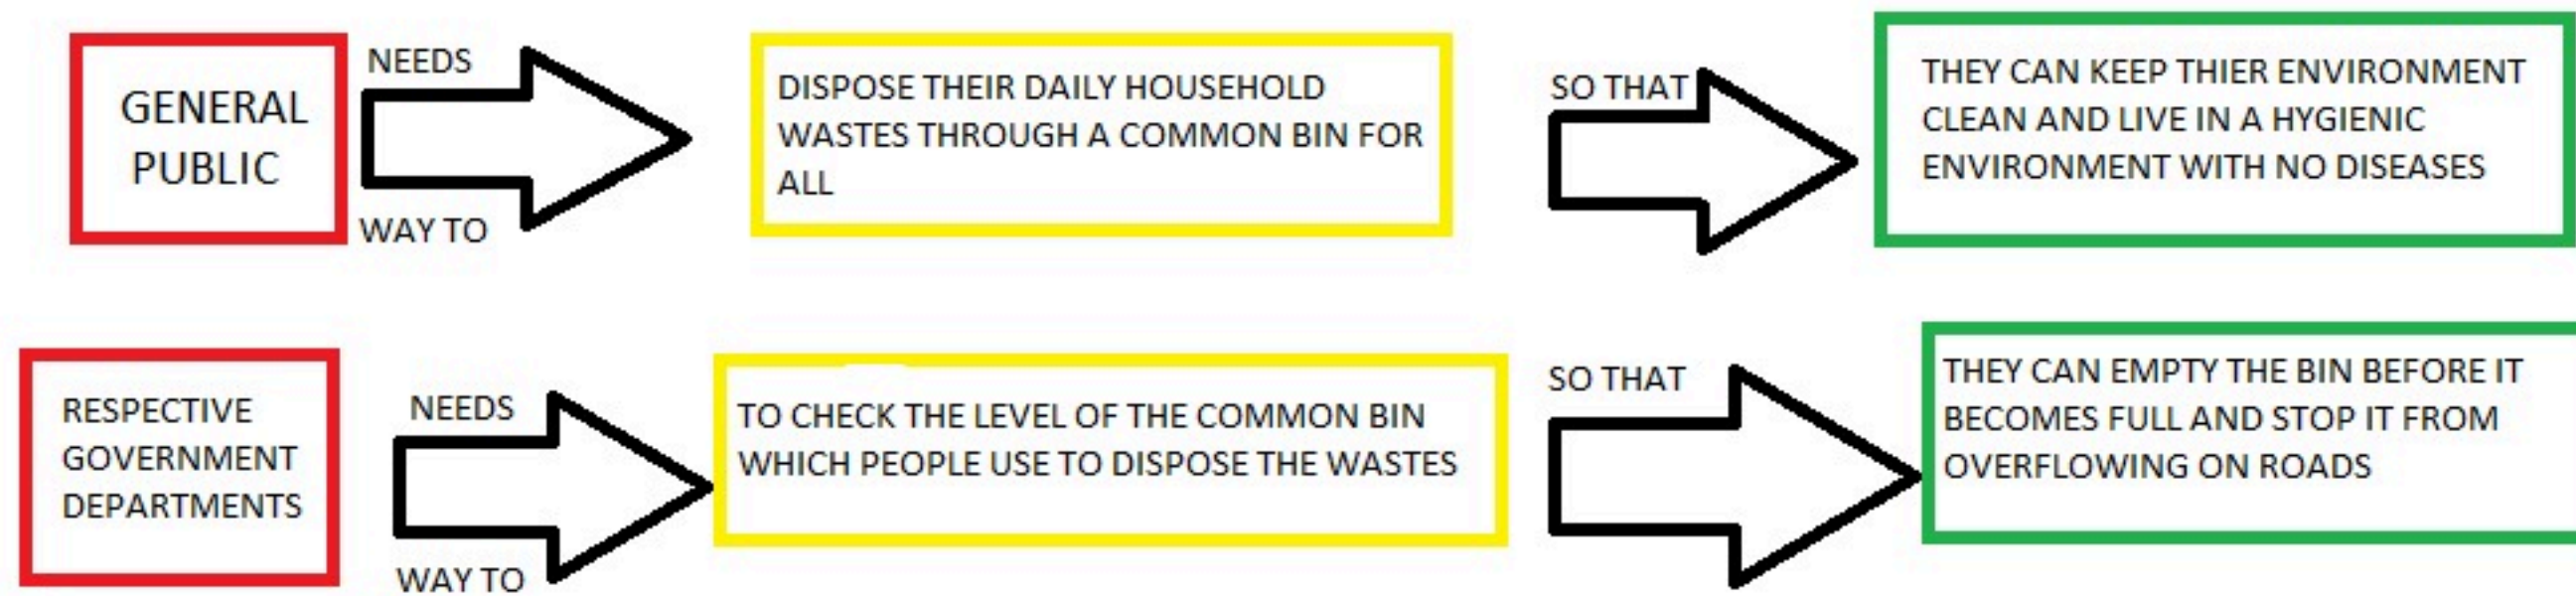 GENERAL
PUBLIC
NEEDS
WAY TO
DISPOSE THEIR DAILY HOUSEHOLD
WASTES THROUGH A COMMON BIN FOR
ALL
SO THAT
THEY CAN KEEP THIER ENVIRONMENT
CLEAN AND LIVE IN A HYGIENIC
ENVIRONMENT WITH NO DISEASES
RESPECTIVE
GOVERNMENT
DEPARTMENTS
NEEDS
WAY TO
TO CHECK THE LEVEL OF THE COMMON BIN
WHICH PEOPLE USE TO DISPOSE THE WASTES
SO THAT
THEY CAN EMPTY THE BIN BEFORE IT
BECOMES FULL AND STOP IT FROM
OVERFLOWING ON ROADS